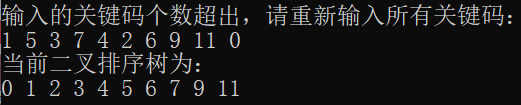 输入的关键码个数超出，请重新输入所有关键码：
1 5 3 7 4 2 6 9 11 0
当前二叉排序树为：
0 1 2 3 4 5 6 7 9 11